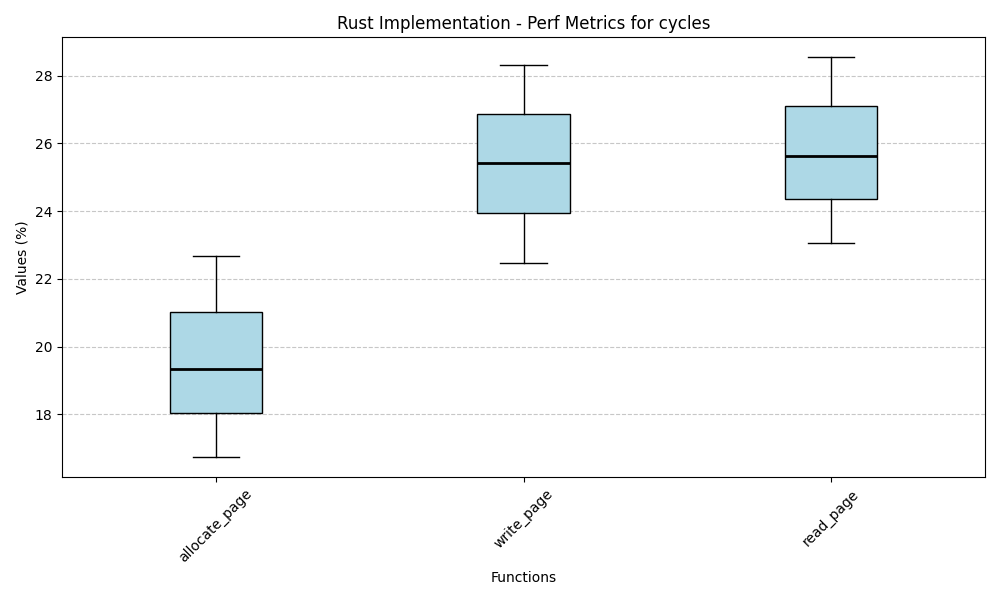 Rust Implementation - Perf Metrics for cycles
Values (%)
28
26
24
22
20
18
allocate_page
write_page
read_page
Functions